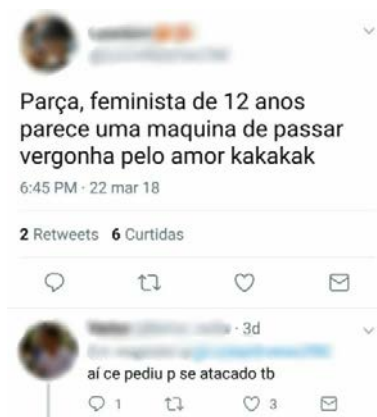 Parça, feminista de 12 anos
parece uma maquina de passar
vergonha pelo amor kakakak
6:45 PM · 22 mar 18
2 Retweets 6 Curtidas
· 3d
aí ce pediu p se atacado tb
1 3